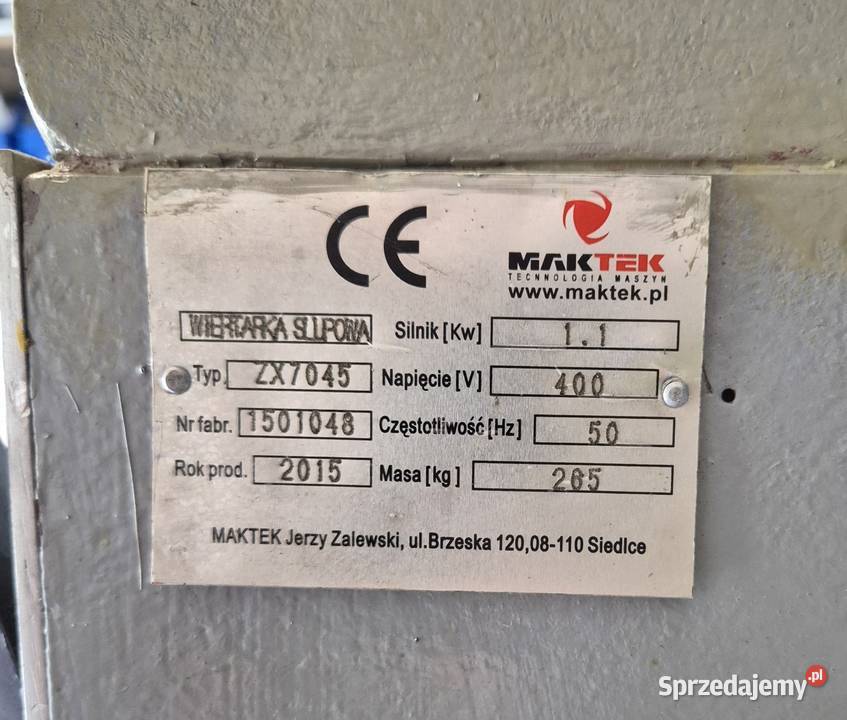 CE
MAKTEK
TECNNOLOGIA MASZYN
www.maktek.pl
WIERTARKA SLUPOWA Silnik [Kw] 1.1
Typ. ZX7045 Napięcie [V] 400
Nr fabr. 1501048 Częstotliwość [Hz] 50
Rok prod. 2015 Masa [kg] 265
MAKTEK Jerzy Zalewski, ul.Brzeska 120,08-110 Siedlce
Sprzedajemy.pl